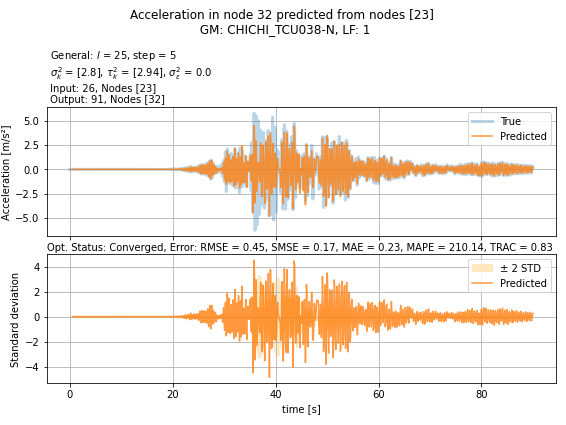 Acceleration in node 32 predicted from nodes [23]
GM: CHICHI_TCU038-N, LF: 1
General: l = 25, step = 5
σ²ₖ = [2.8], τ²ₖ = [2.94], σ²ε = 0.0
Input: 26, Nodes [23]
Output: 91, Nodes [32]
Acceleration [m/s²]
5.0
2.5
0.0
−2.5
−5.0
True
Predicted
Opt. Status: Converged, Error: RMSE = 0.45, SMSE = 0.17, MAE = 0.23, MAPE = 210.14, TRAC = 0.83
Standard deviation
4
2
0
−2
−4
± 2 STD
Predicted
0 20 40 60 80
time [s]